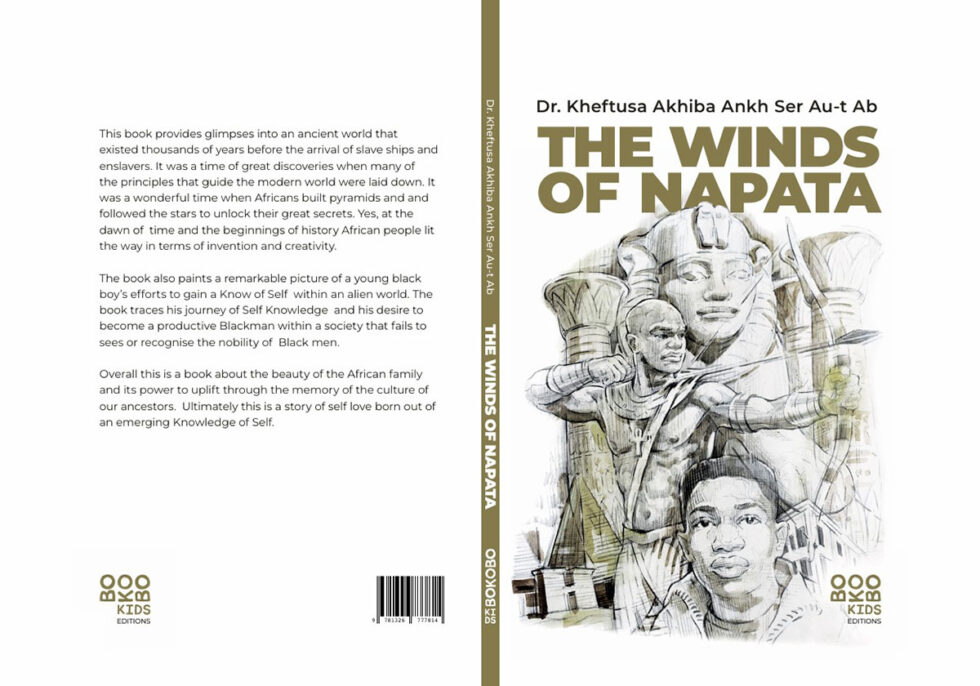 This book provides glimpses into an ancient world that
existed thousands of years before the arrival of slave ships and
enslavers. It was a time of great discoveries when many of
the principles that guide the modern world were laid down. It
was a wonderful time when Africans built pyramids and and
followed the stars to unlock their great secrets. Yes, at the
dawn of time and the beginnings of history African people lit
the way in terms of invention and creativity.
The book also paints a remarkable picture of a young black
boy's efforts to gain a Know of Self within an alien world. The
book traces his journey of Self Knowledge and his desire to
become a productive Blackman within a society that fails to
sees or recognise the nobility of Black men.
Overall this is a book about the beauty of the African family
and its power to uplift through the memory of the culture of
our ancestors. Ultimately this is a story of self love born out of
an emerging Knowledge of Self.
BO OKBO
KIDS
EDITIONS
9 781326 777814
Dr. Kheftusa Akhiba Ankh Ser Au-t Ab
THE WINDS OF NAPATA
OBOKOBO
KIDS
Dr. Kheftusa Akhiba Ankh Ser Au-t Ab
THE WINDS
OF NAPATA
BO OKBO
KIDS
EDITIONS